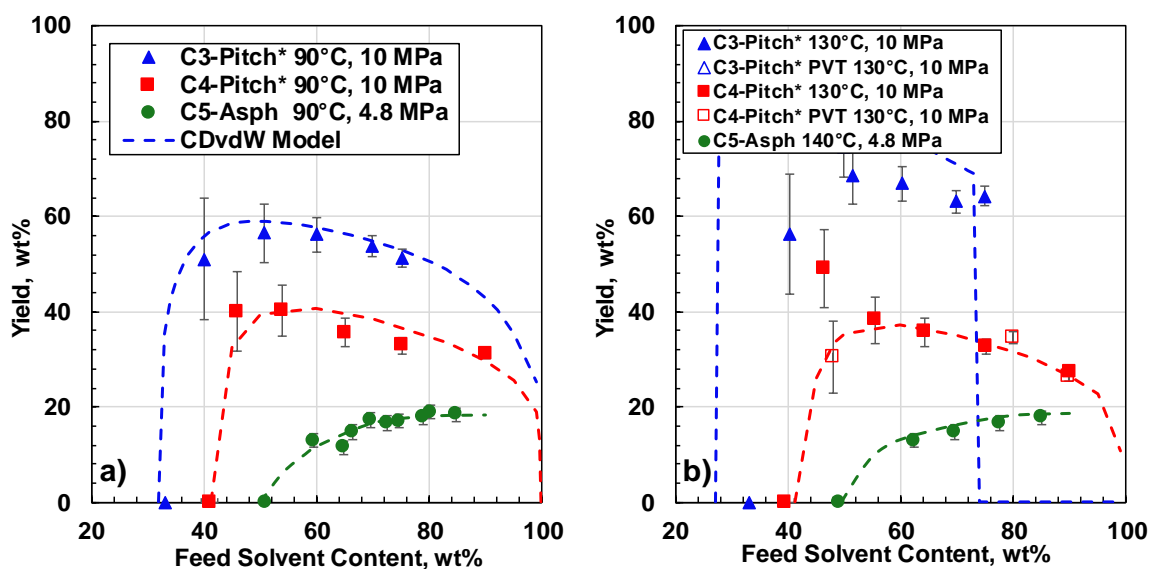 100
80
60
40
20
0
Yield, wt%
C3-Pitch* 90°C, 10 MPa
C4-Pitch* 90°C, 10 MPa
C5-Asph 90°C, 4.8 MPa
CDvdW Model
a)
20 40 60 80 100
Feed Solvent Content, wt%
100
80
60
40
20
0
Yield, wt%
C3-Pitch* 130°C, 10 MPa
C3-Pitch* PVT 130°C, 10 MPa
C4-Pitch* 130°C, 10 MPa
C4-Pitch* PVT 130°C, 10 MPa
C5-Asph 140°C, 4.8 MPa
b)
20 40 60 80 100
Feed Solvent Content, wt%